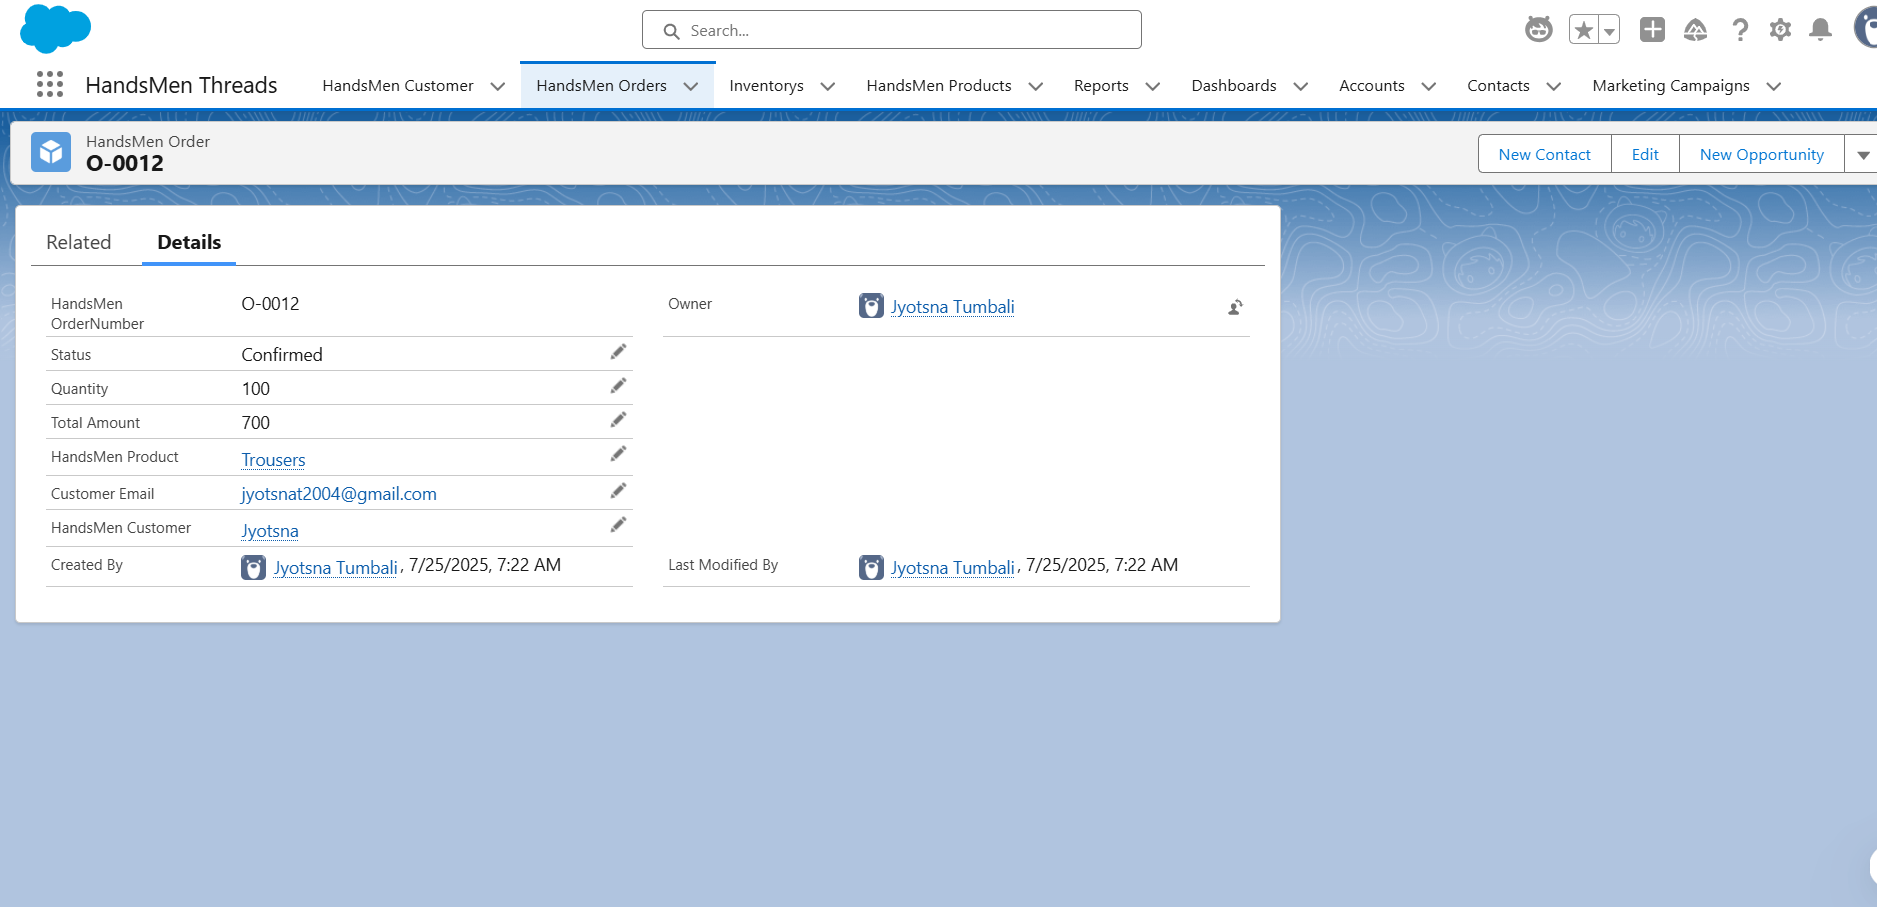 Search...
HandsMen Threads
HandsMen Customer
HandsMen Orders
Inventorys
HandsMen Products
Reports
Dashboards
Accounts
Contacts
Marketing Campaigns
HandsMen Order
O-0012
New Contact
Edit
New Opportunity
Related
Details
HandsMen
OrderNumber
O-0012
Owner
Jyotsna Tumbali
Status
Confirmed
Quantity
100
Total Amount
700
HandsMen Product
Trousers
Customer Email
jyotsnat2004@gmail.com
HandsMen Customer
Jyotsna
Created By
Jyotsna Tumbali, 7/25/2025, 7:22 AM
Last Modified By
Jyotsna Tumbali, 7/25/2025, 7:22 AM